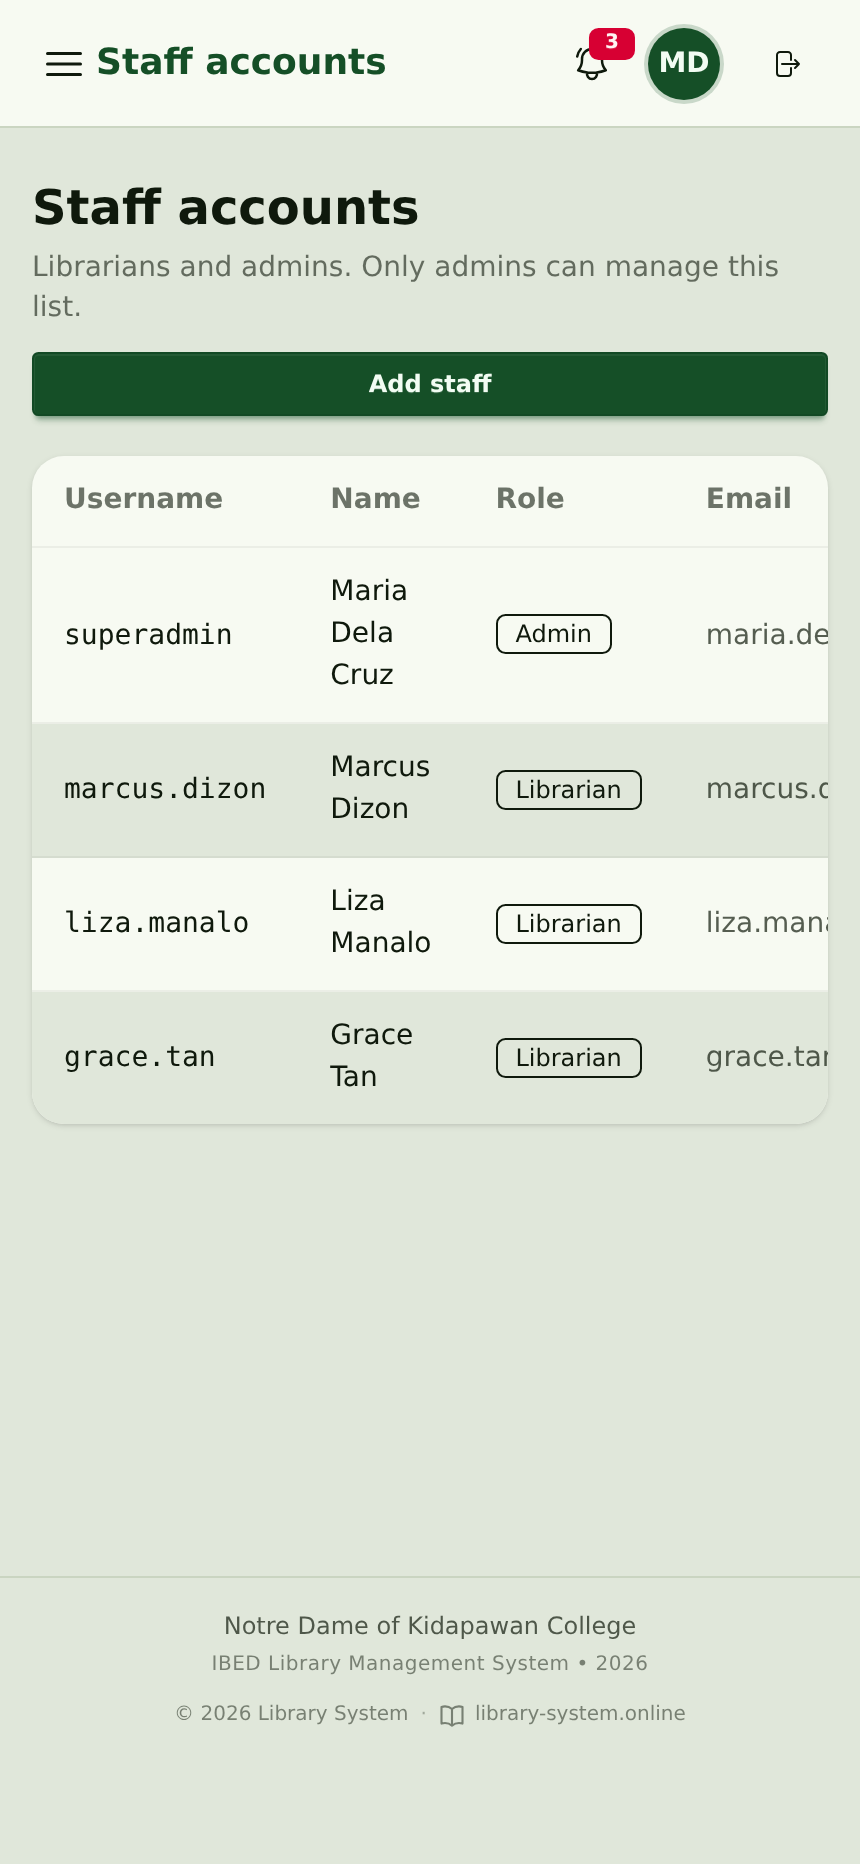 Staff accounts
3
MD
Staff accounts
Librarians and admins. Only admins can manage this
list.
Add staff
Username Name Role Email
superadmin Maria Dela Cruz Admin maria.de
marcus.dizon Marcus Dizon Librarian marcus.
liza.manalo Liza Manalo Librarian liza.mana
grace.tan Grace Tan Librarian grace.tan
Notre Dame of Kidapawan College
IBED Library Management System • 2026
© 2026 Library System · library-system.online